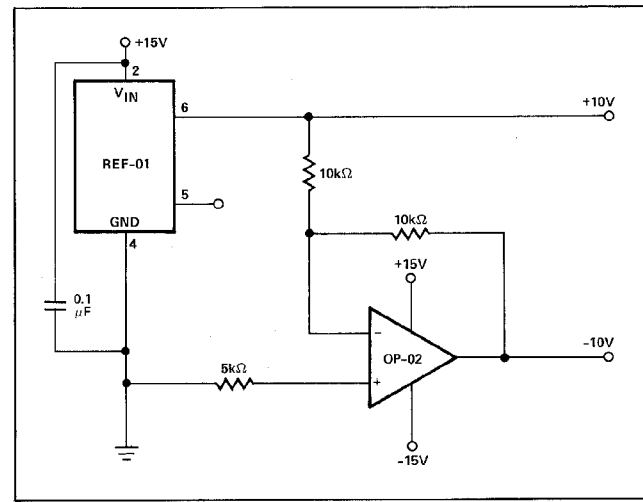 +15V
2
VIN
6
+10V
REF-01
10kΩ
5
10kΩ
GND
4
+15V
0.1
μF
−
OP-02
−10V
5kΩ
+
−15V